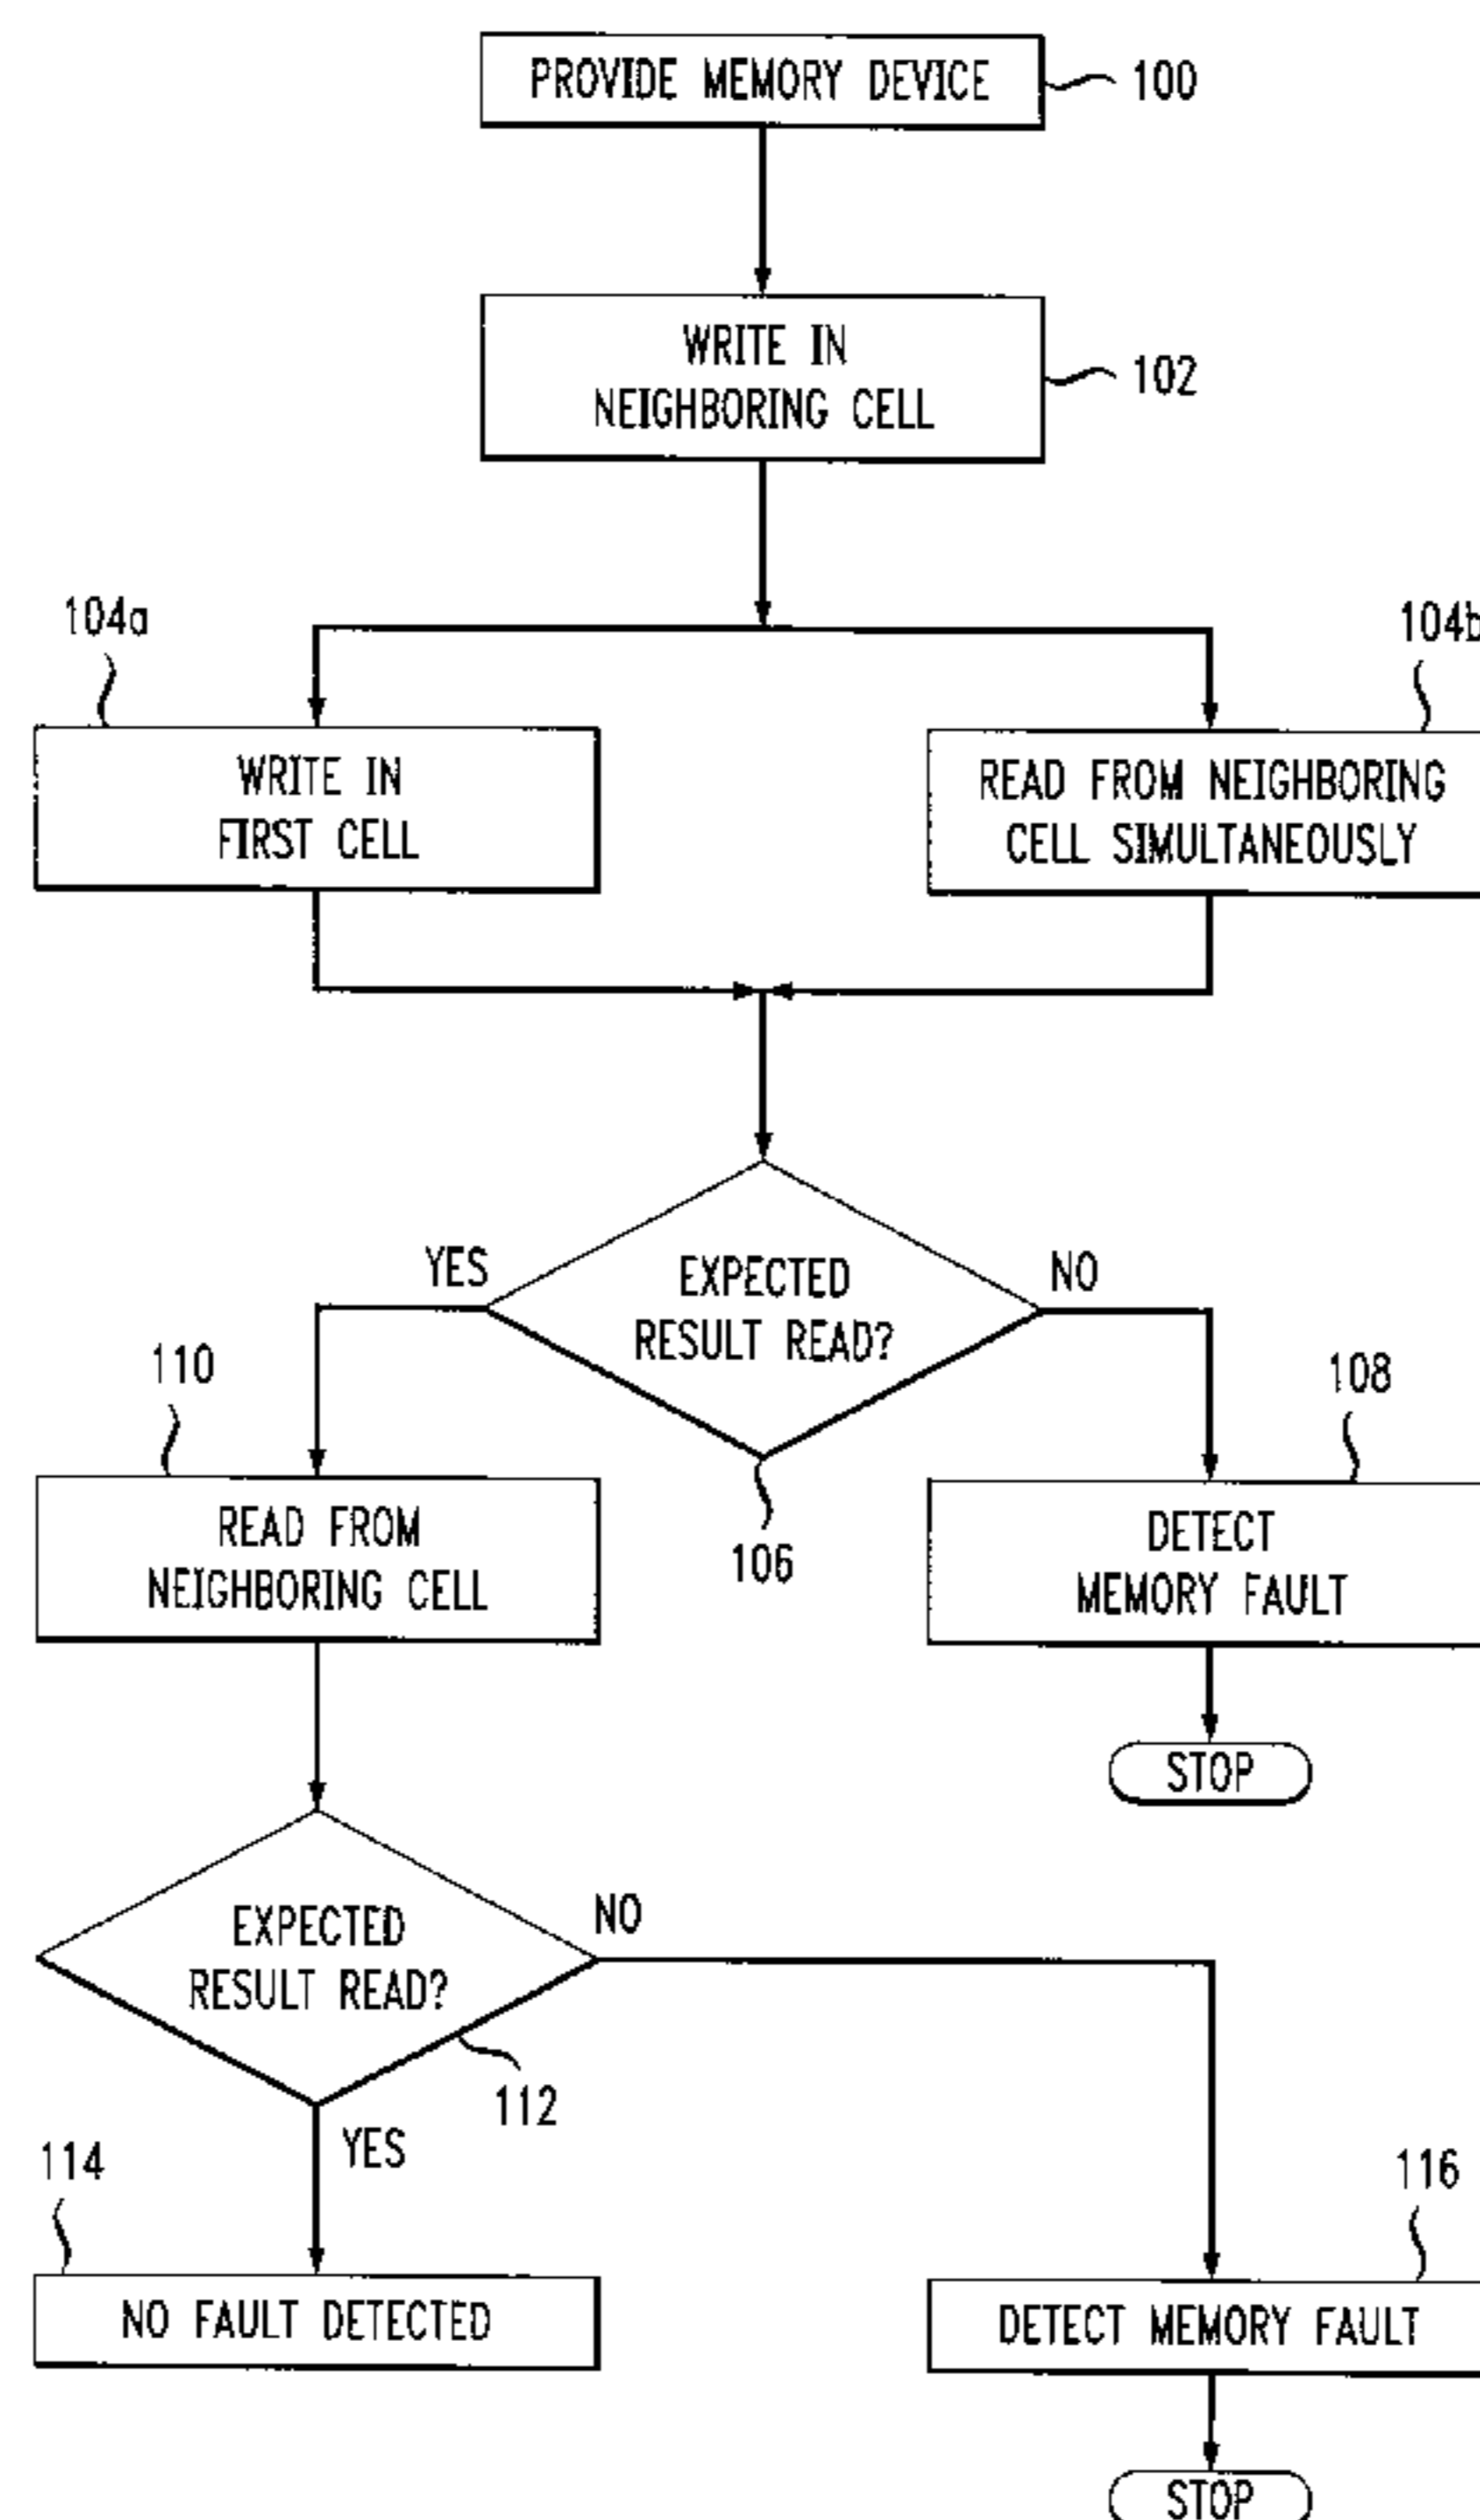 PROVIDE MEMORY DEVICE
100
WRITE IN
NEIGHBORING CELL
102
104a
104b
WRITE IN
FIRST CELL
READ FROM NEIGHBORING
CELL SIMULTANEOUSLY
YES
EXPECTED
RESULT READ?
NO
110
108
106
READ FROM
NEIGHBORING CELL
DETECT
MEMORY FAULT
STOP
EXPECTED
RESULT READ?
NO
112
YES
114
116
NO FAULT DETECTED
DETECT MEMORY FAULT
STOP